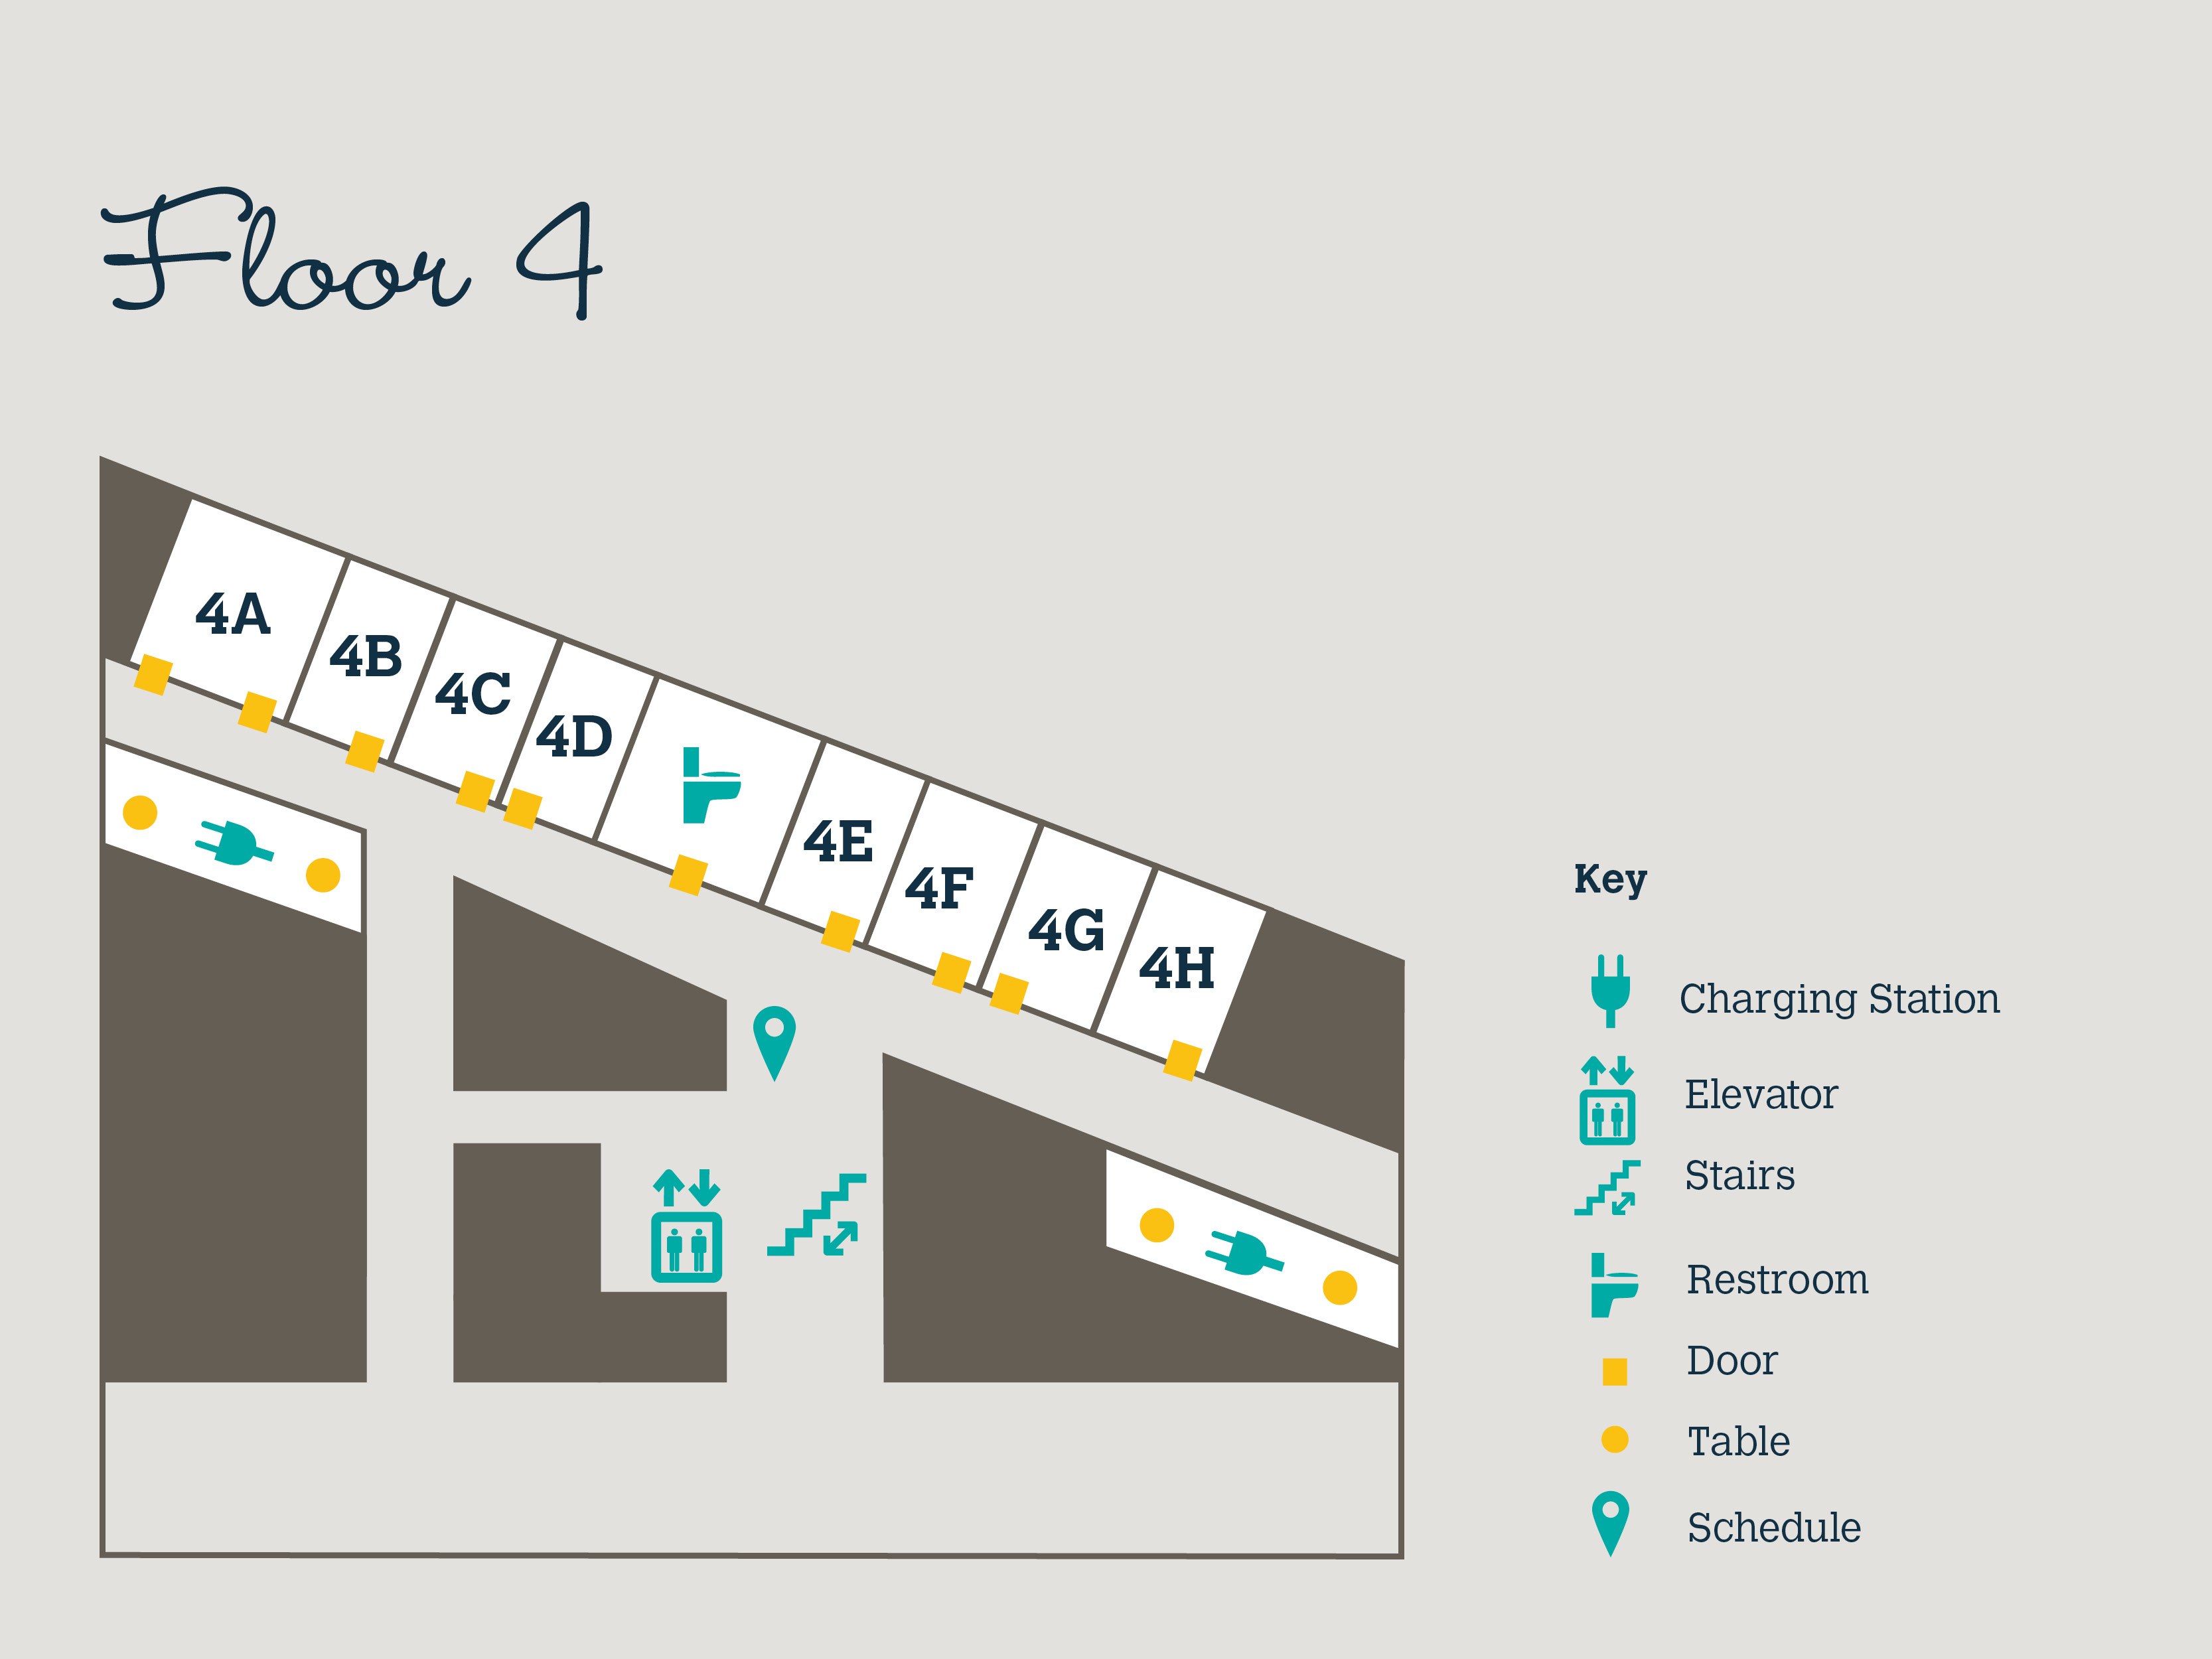 Floor 4
4A
4B
4C
4D
4E
4F
4G
4H
Key
Charging Station
Elevator
Stairs
Restroom
Door
Table
Schedule